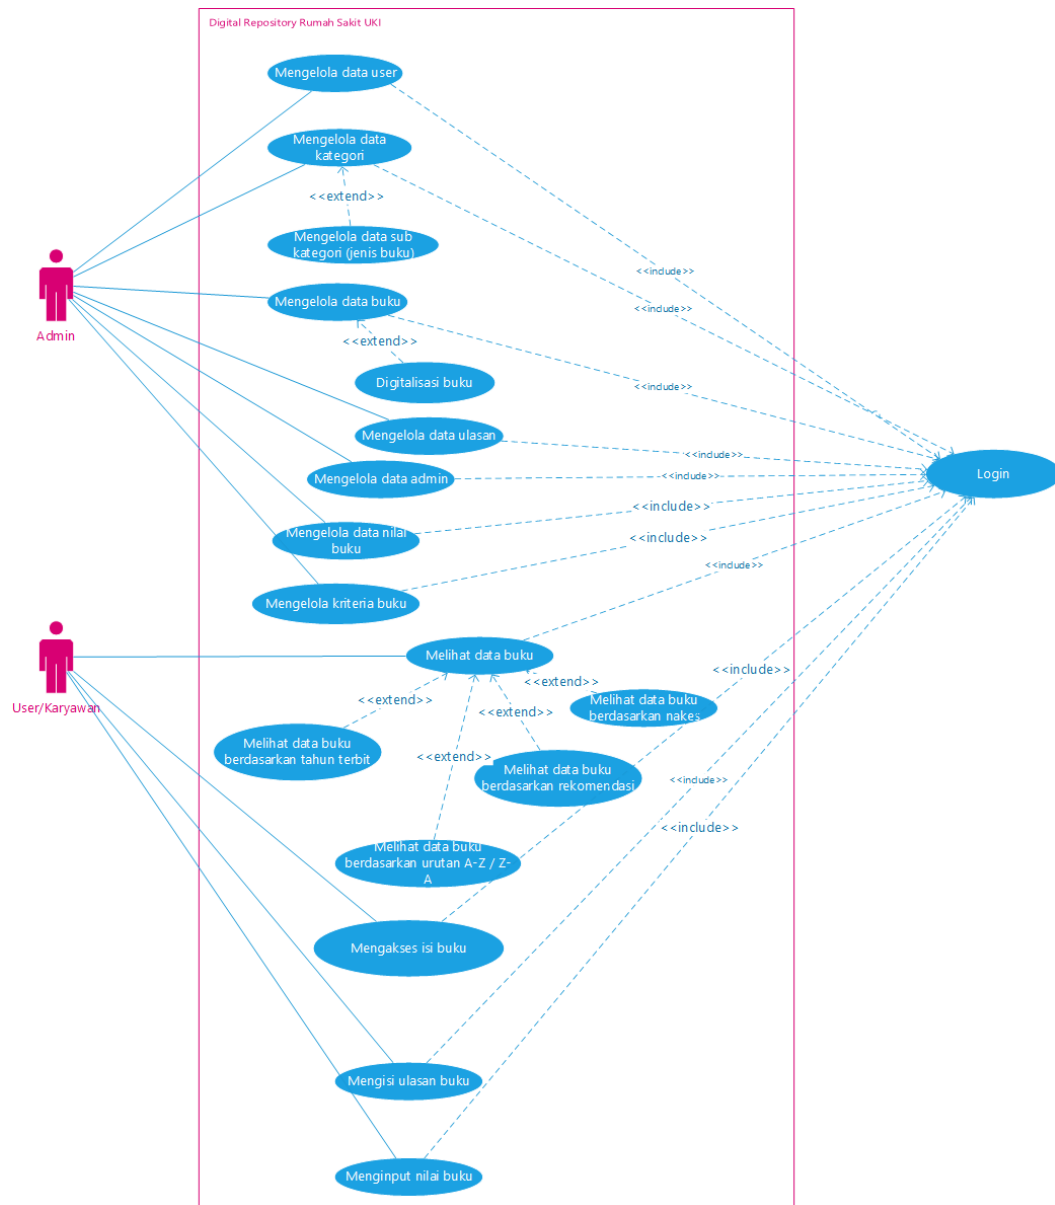 Digital Repository Rumah Sakit UKI
Mengelola data user
Mengelola data
kategori
<<extend>>
Mengelola data sub
kategori (jenis buku)
<<include>>
<<include>>
Admin
Mengelola data buku
<<extend>>
Digitalisasi buku
<<include>>
Mengelola data ulasan
<<include>>
Mengelola data admin
<<include>>
Login
Mengelola data nilai
buku
<<include>>
<<include>>
Mengelola kriteria buku
<<include>>
User/Karyawan
Melihat data buku
<<include>>
<<extend>>
<<extend>>
<<extend>>
<<extend>>
Melihat data buku
berdasarkan nakes
Melihat data buku
berdasarkan tahun terbit
Melihat data buku
berdasarkan rekomendasi
<<include>>
<<include>>
Melihat data buku
berdasarkan urutan A-Z / Z-
A
Mengakses isi buku
Mengisi ulasan buku
Menginput nilai buku